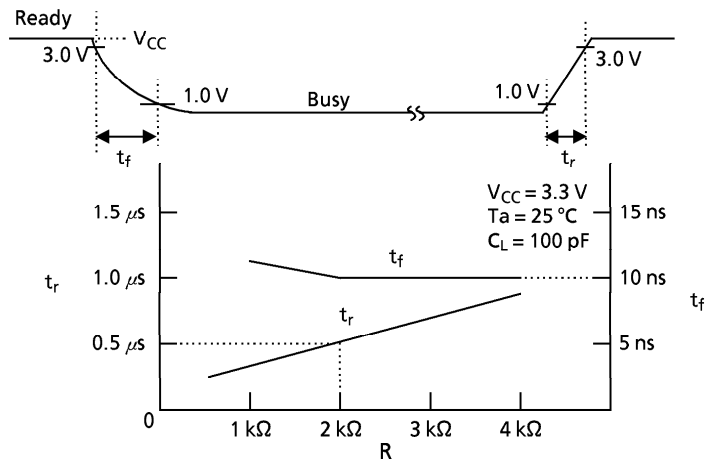 Ready
VCC
3.0 V
3.0 V
1.0 V
Busy
1.0 V
tf
tr
VCC = 3.3 V
Ta = 25 °C
CL = 100 pF
1.5 µs
15 ns
tf
tr
1.0 µs
10 ns
tf
tr
0.5 µs
5 ns
0
1 kΩ
2 kΩ
3 kΩ
4 kΩ
R